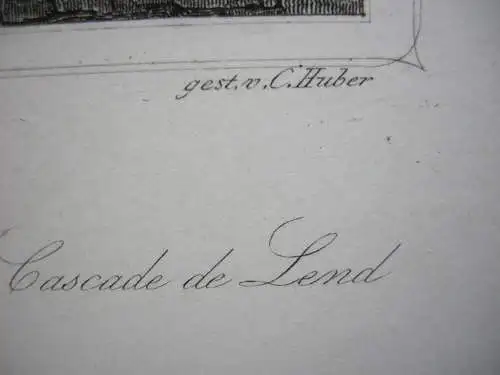 gest. v. C. Huber
Cascade de Lend